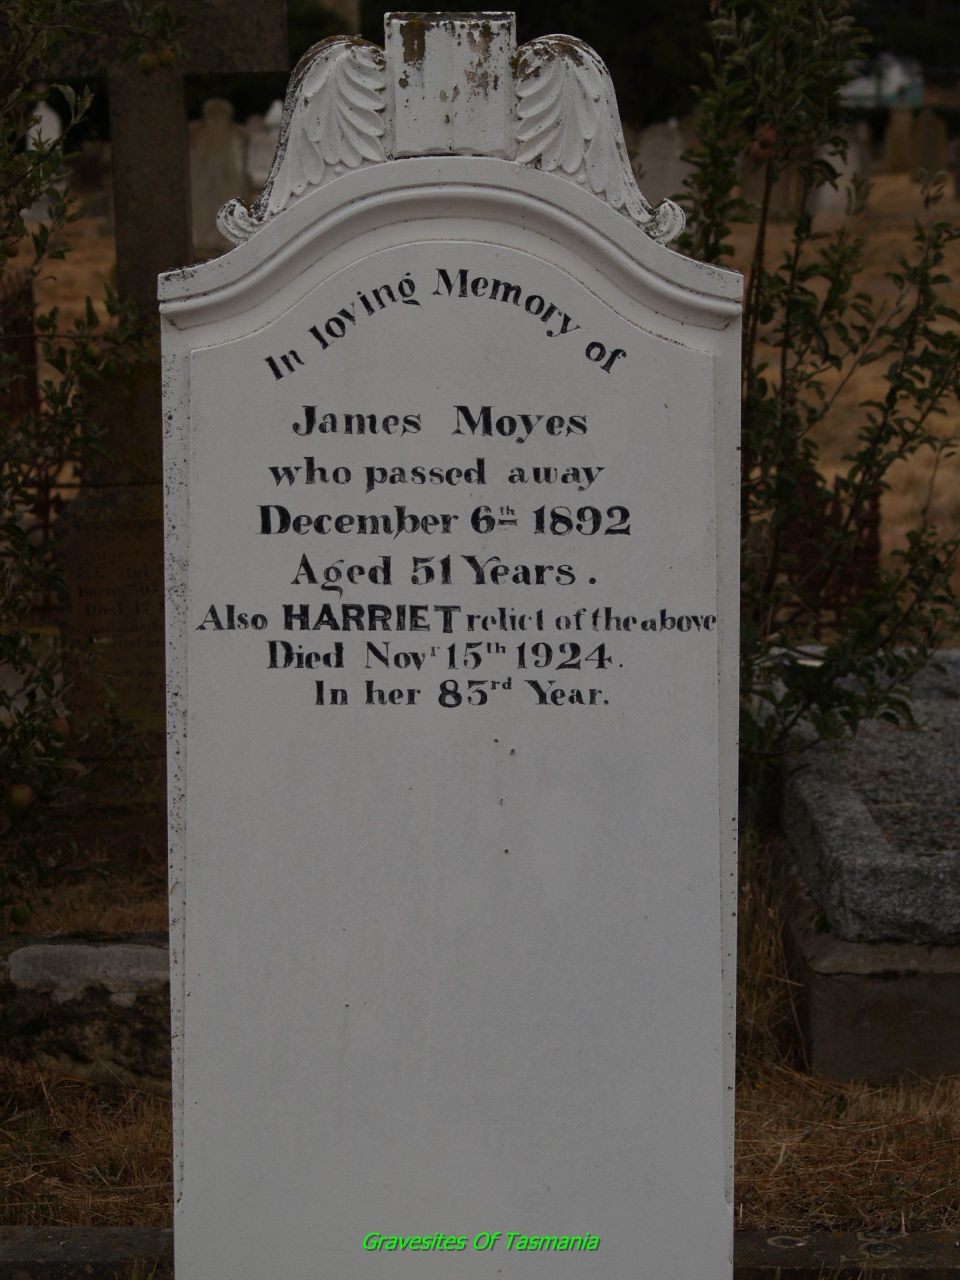 In loving Memory of
James Moyes
who passed away
December 6th 1892
Aged 51 Years.
Also HARRIET relict of the above
Died Novr 15th 1924.
In her 83rd Year.
Gravesites Of Tasmania